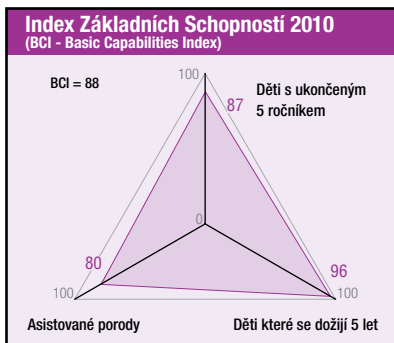 Index Základních Schopností 2010
(BCI - Basic Capabilities Index)
100
BCI = 88
Děti s ukončeným
5 ročníkem
87
0
80
96
100
100
Asistované porody
Děti které se dožijí 5 let